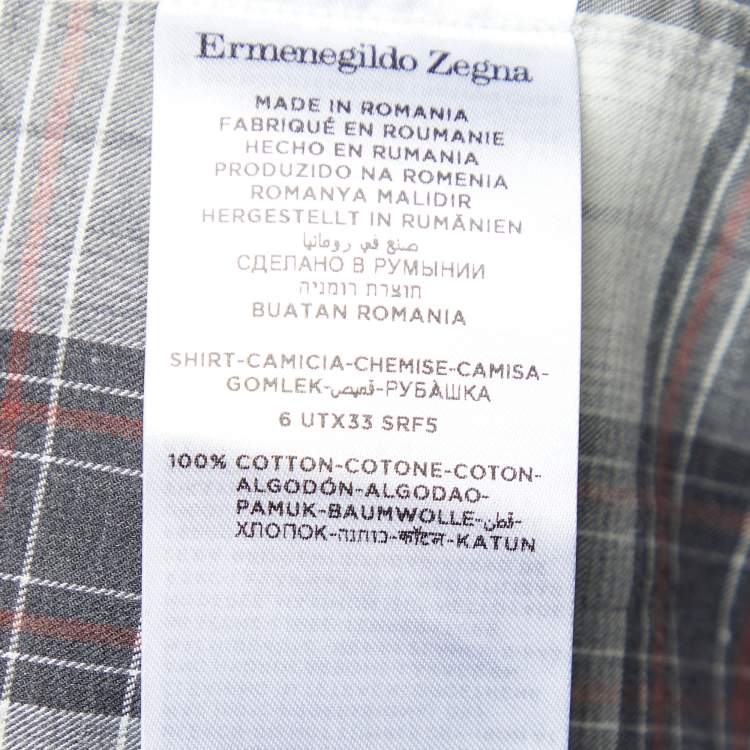 Ermenegildo Zegna
MADE IN ROMANIA
FABRIQUÉ EN ROUMANIE
HECHO EN RUMANIA
PRODUZIDO NA ROMENIA
ROMANYA MALIDIR
HERGESTELLT IN RUMÄNIEN
صنع في رومانيا
СДЕЛАНО В РУМЫНИИ
תוצרת רומניה
BUATAN ROMANIA
SHIRT-CAMICIA-CHEMISE-CAMISA-
GOMLEK-قميص-РУБАШКА
6 UTX33 SRF5
100% COTTON-COTONE-COTON-
ALGODÓN-ALGODAO-
PAMUK-BAUMWOLLE-قطن-
ХЛОПОК-כותנה-कॉटन-KATUN